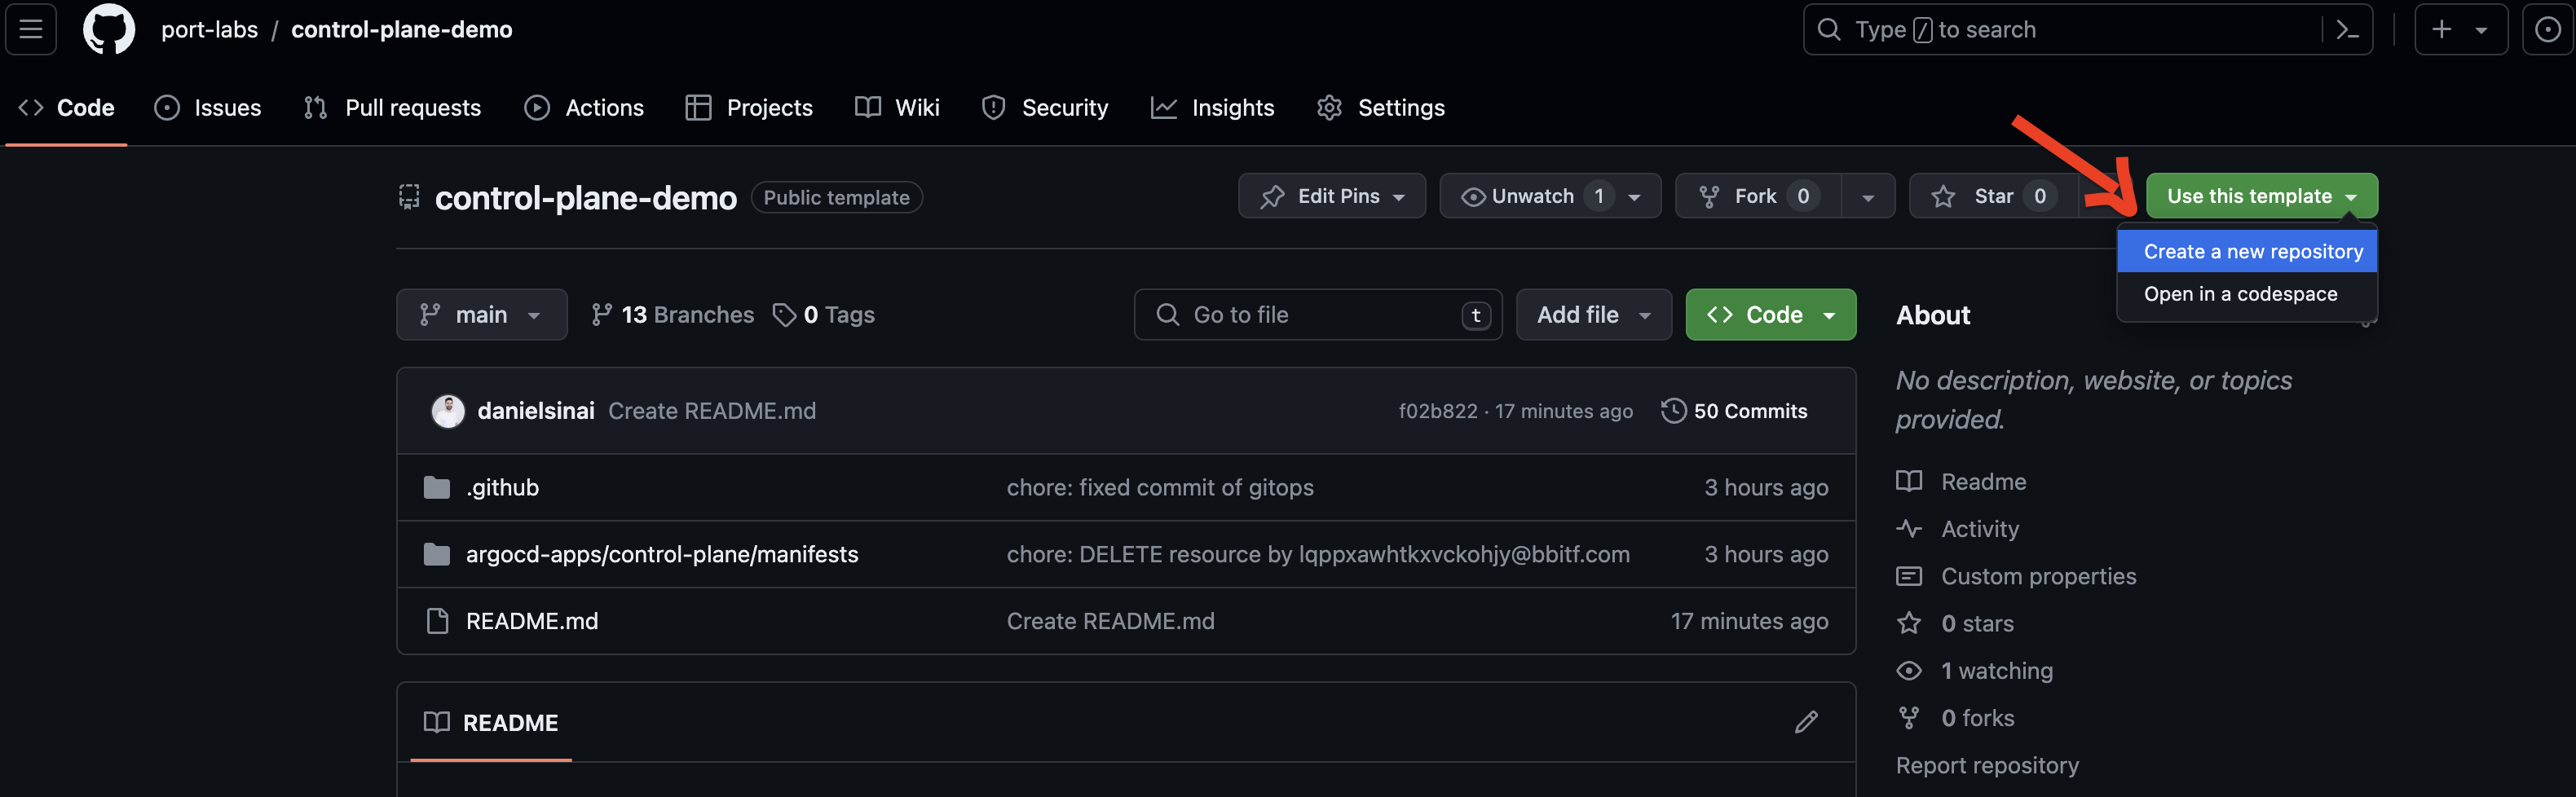 port-labs / control-plane-demo
Type / to search
Code Issues Pull requests Actions Projects Wiki Security Insights Settings
control-plane-demo Public template
Edit Pins Unwatch 1 Fork 0 Star 0 Use this template
Create a new repository
Open in a codespace
main 13 Branches 0 Tags
Go to file t Add file Code
danielsinai Create README.md f02b822 · 17 minutes ago 50 Commits
.github chore: fixed commit of gitops 3 hours ago
argocd-apps/control-plane/manifests chore: DELETE resource by lqppxawhtkxvckohjy@bbitf.com 3 hours ago
README.md Create README.md 17 minutes ago
README
About
No description, website, or topics
provided.
Readme
Activity
Custom properties
0 stars
1 watching
0 forks
Report repository